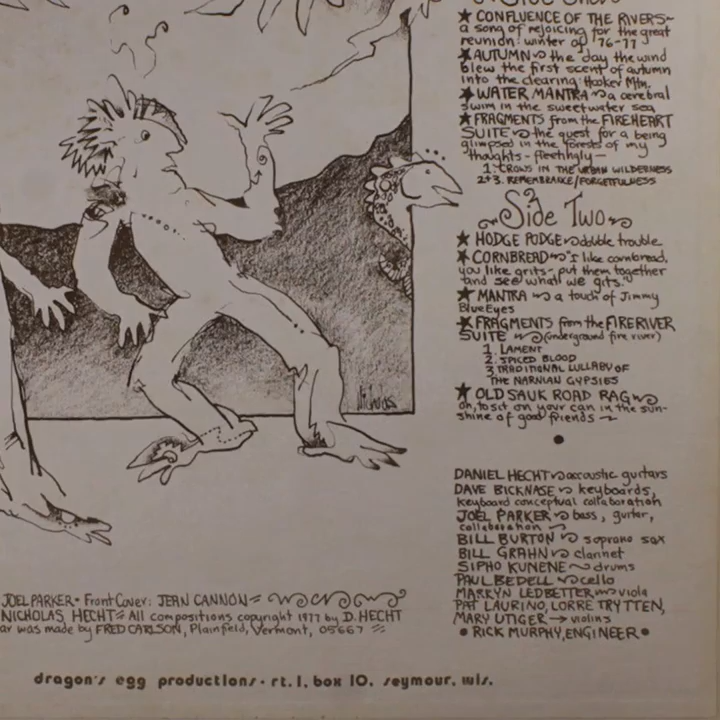 ★ CONFLUENCE OF THE RIVERS~
a song of rejoicing for the great
reunion: winter of '76-77
★ AUTUMN~the day the wind
blew the first scent of autumn
into the clearing: Hooker Mtn.
★ WATER MANTRA~a cerebral
swim in the sweetwater sea
★ FRAGMENTS from the FIREHEART
SUITE~the quest for a being
glimpsed in the forests of my
thoughts-fleetingly—
1. CROWS IN THE URBAN WILDERNESS
2+3. REMEMBRANCE/FORGETFULNESS
Side Two
★ HODGE PODGE~double trouble
★ CORNBREAD~"I like cornbread,
you like grits-put them together
and see what we gits."
★ MANTRA~a touch of Jimmy
Blue Eyes
★ FRAGMENTS from the FIRERIVER
SUITE~(underground fire river)
1. LAMENT
2. SPICED BLOOD
3. TRADITIONAL LULLABY OF
THE NARNIAN GYPSIES
★ OLD SAUK ROAD RAG~
oh, to sit on your can in the sun-
shine of good friends~
DANIEL HECHT~accoustic guitars
DAVE BICKNASE~keyboards,
keyboard conceptual collaboration
JOEL PARKER~bass, guitar,
collaboration~
BILL BURTON~soprano sax
BILL GRAHN~clarinet
SIPHO KUNENE~drums
PAUL BEDELL~cello
MARKYN LEDBETTER~viola
PAT LAURINO, LORRE TRYTTEN,
MARY UTIGER→violins
• RICK MURPHY, ENGINEER •
Nicholas
JOEL PARKER• Front Cover: JEAN CANNON
NICHOLAS HECHT All compositions copyright 1977 by D. HECHT
ar was made by FRED CARLSON, Plainfield, Vermont, 05667
dragon's egg productions • rt. 1, box 10. seymour, wis.